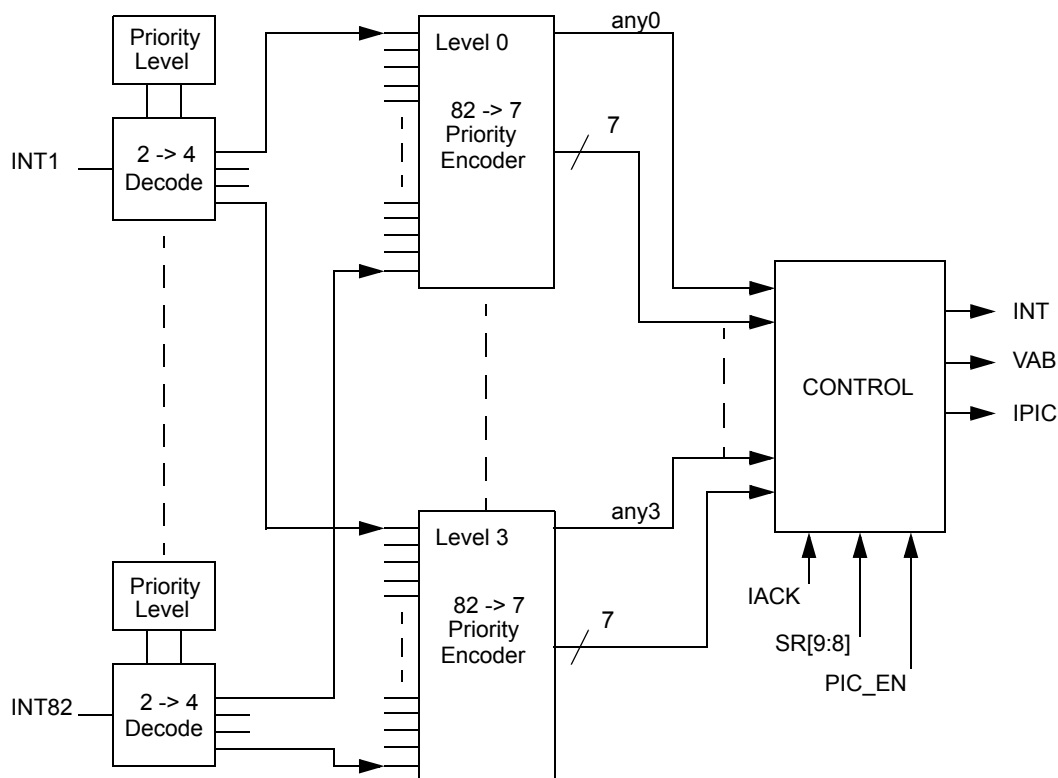 Priority
Level
INT1
2 -> 4
Decode
Level 0
82 -> 7
Priority
Encoder
any0
7
CONTROL
INT
VAB
IPIC
IACK
SR[9:8]
PIC_EN
Level 3
82 -> 7
Priority
Encoder
any3
7
Priority
Level
INT82
2 -> 4
Decode